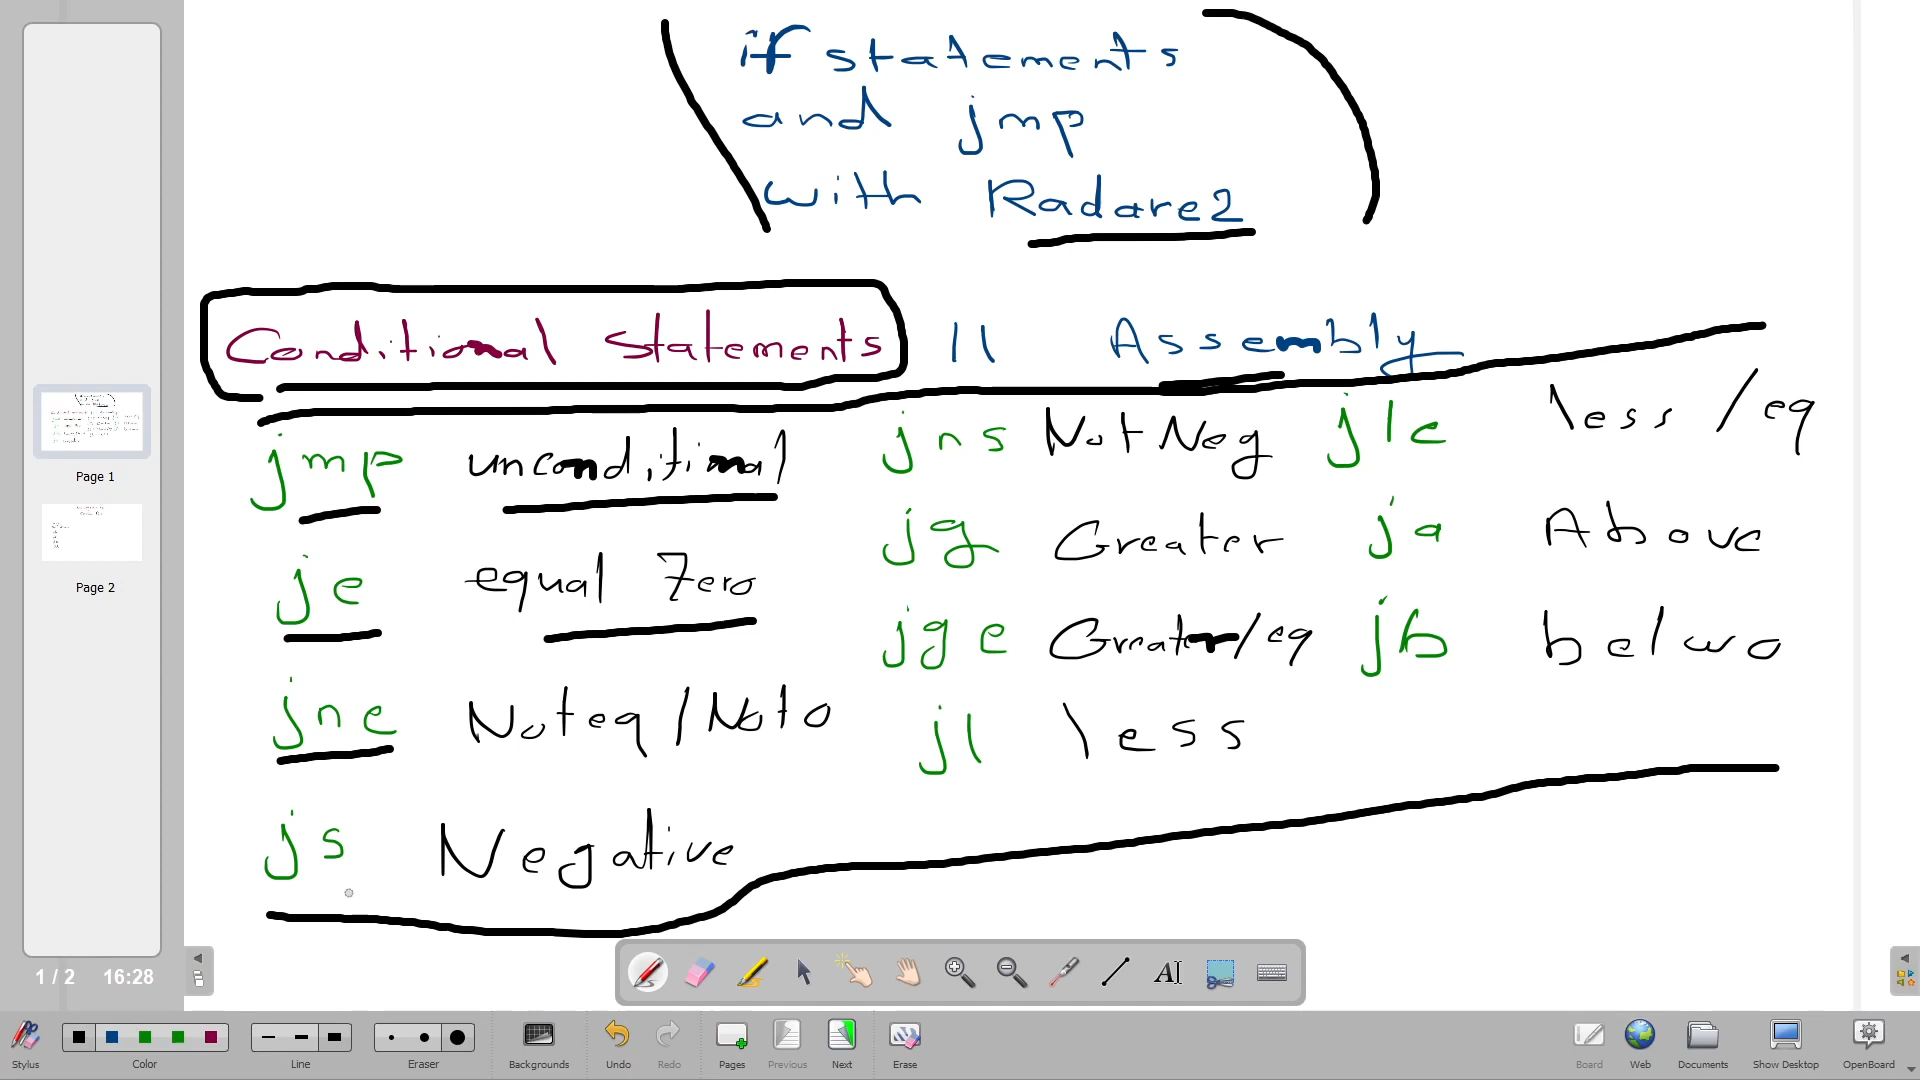 if statements
and jmp
with Radare2
Conditional Statements || Assembly
jmp unconditional jns Not Neg jle less/eq
je equal Zero jg Greater ja Above
jge Greater/eq jb belwo
jne Noteq/Not0 jl less
js Negative
Page 1
Page 2
1 / 2 16:28
Stylus Color Line Eraser Backgrounds Undo Redo Pages Previous Next Erase Board Web Documents Show Desktop OpenBoard